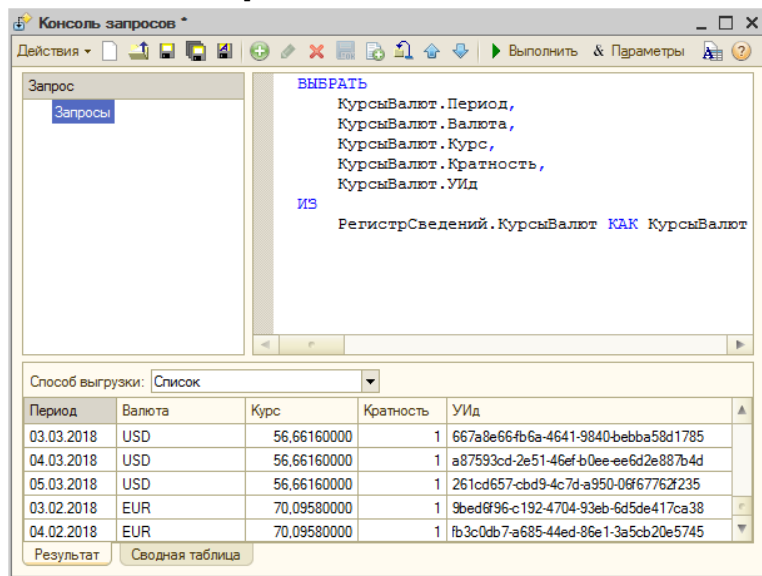 Консоль запросов *
Действия Выполнить & Параметры
Запрос
Запросы
ВЫБРАТЬ
КурсыВалют.Период,
КурсыВалют.Валюта,
КурсыВалют.Курс,
КурсыВалют.Кратность,
КурсыВалют.УИд
ИЗ
РегистрСведений.КурсыВалют КАК КурсыВалют
Способ выгрузки: Список
Период Валюта Курс Кратность УИд
03.03.2018 USD 56,66160000 1 667a8e66-fb6a-4641-9840-bebba58d1785
04.03.2018 USD 56,66160000 1 a87593cd-2e51-46ef-b0ee-ee6d2e887b4d
05.03.2018 USD 56,66160000 1 261cd657-cbd9-4c7d-a950-06f67762f235
03.02.2018 EUR 70,09580000 1 9bed6f96-c192-4704-93eb-6d5de417ca38
04.02.2018 EUR 70,09580000 1 fb3c0db7-a685-44ed-86e1-3a5cb20e5745
Результат Сводная таблица